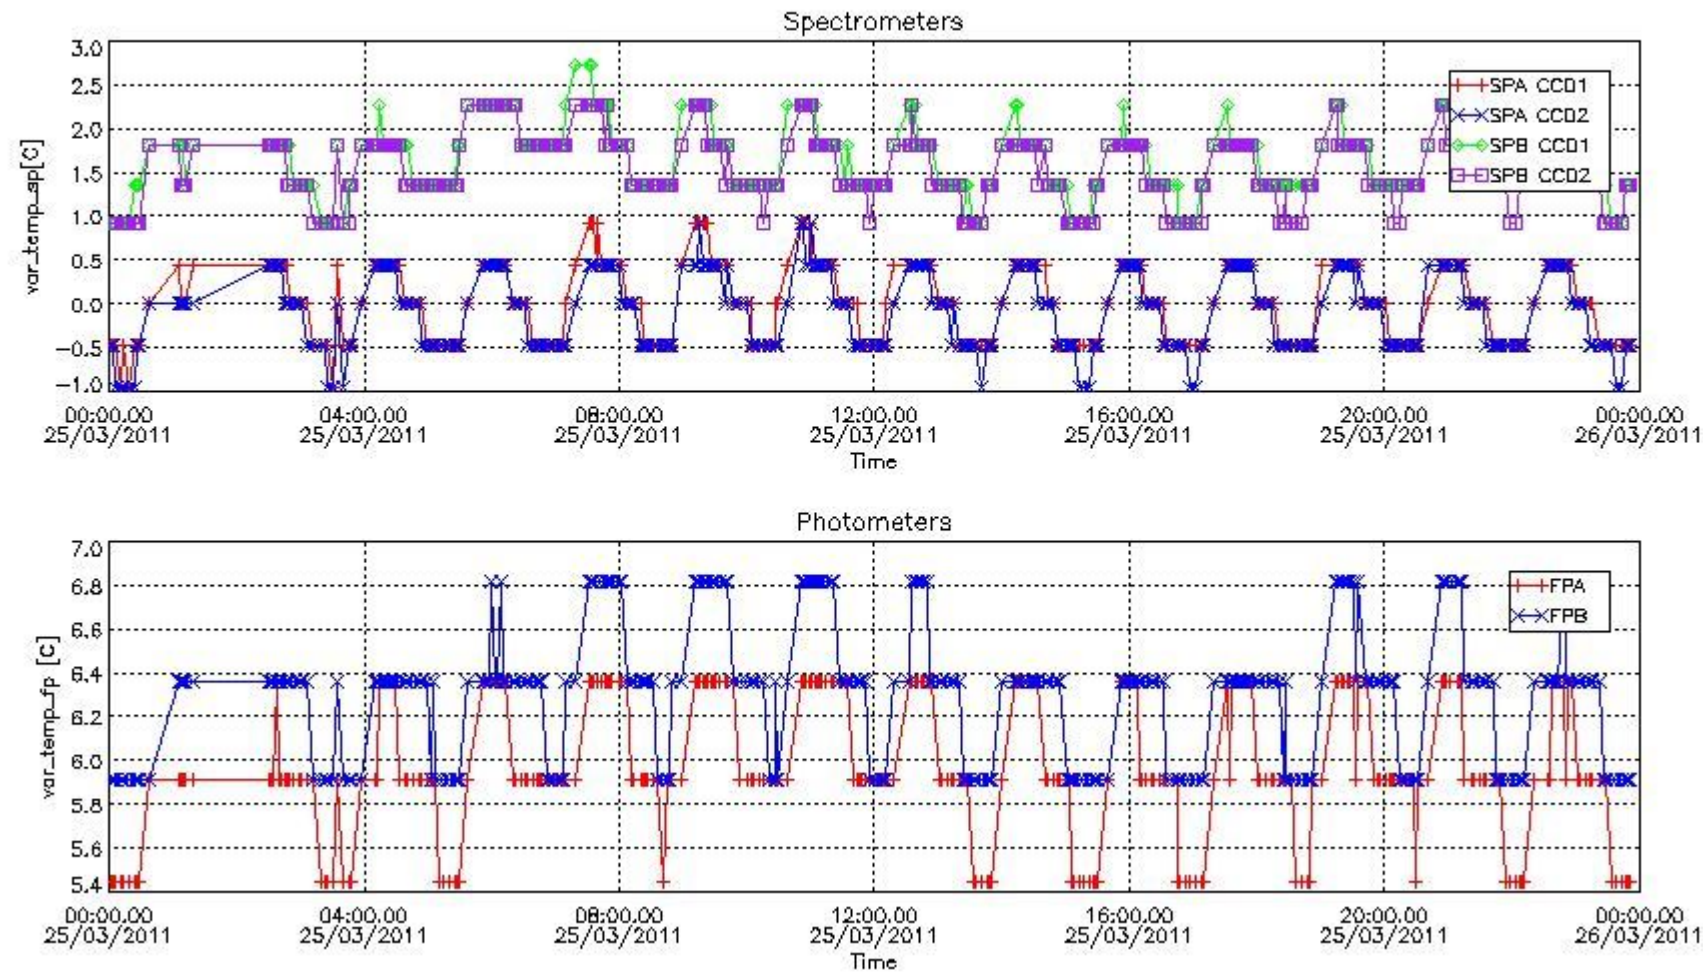 Spectrometers
3.0
2.5
2.0
1.5
1.0
0.5
0.0
-0.5
-1.0
var_temp_sp[C]
SPA CCD1
SPA CCD2
SPB CCD1
SPB CCD2
00:00.00 04:00.00 08:00.00 12:00.00 16:00.00 20:00.00 00:00.00
25/03/2011 25/03/2011 25/03/2011 25/03/2011 25/03/2011 25/03/2011 26/03/2011
Time
Photometers
7.0
6.8
6.6
6.4
6.2
6.0
5.8
5.6
5.4
var_temp_fp [C]
FPA
FPB
00:00.00 04:00.00 08:00.00 12:00.00 16:00.00 20:00.00 00:00.00
25/03/2011 25/03/2011 25/03/2011 25/03/2011 25/03/2011 25/03/2011 26/03/2011
Time